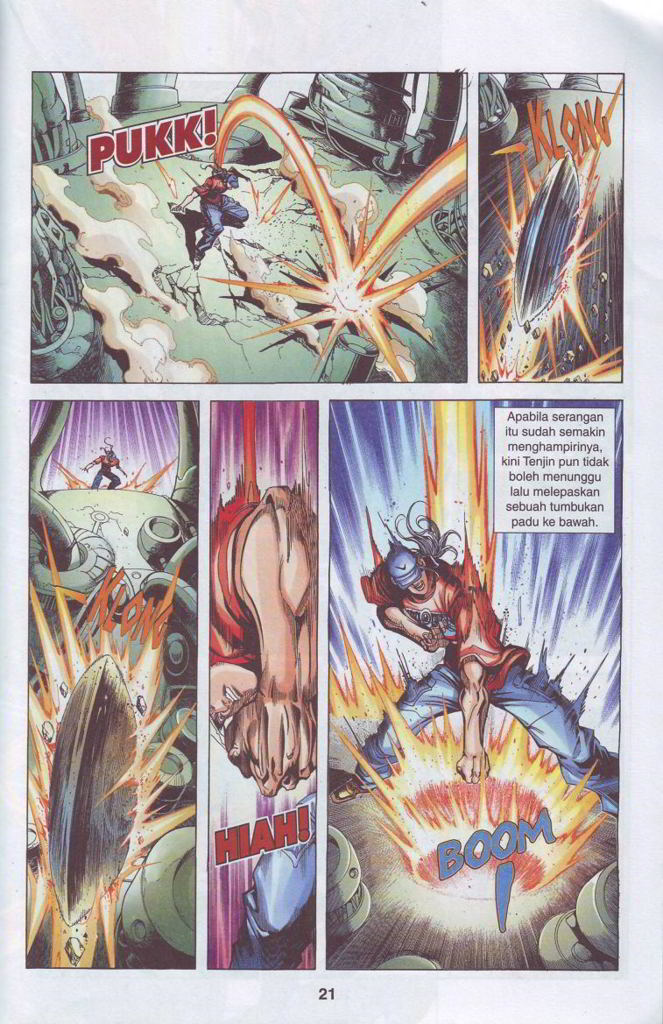 PUKK!
KLONG
KLONG
HIAH!
Apabila serangan
itu sudah semakin
menghampirinya,
kini Tenjin pun tidak
boleh menunggu
lalu melepaskan
sebuah tumbukan
padu ke bawah.
BOOM!
21